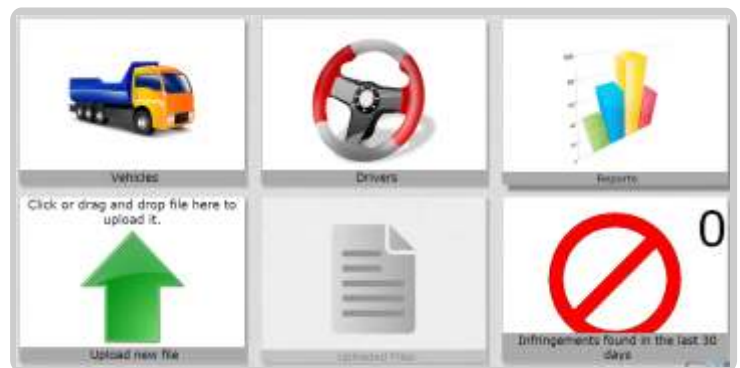 Vehicles
Drivers
Reports
Click or drag and drop file here to
upload it.
0
Upload new file
Uploaded files
Infringements found in the last 30
days